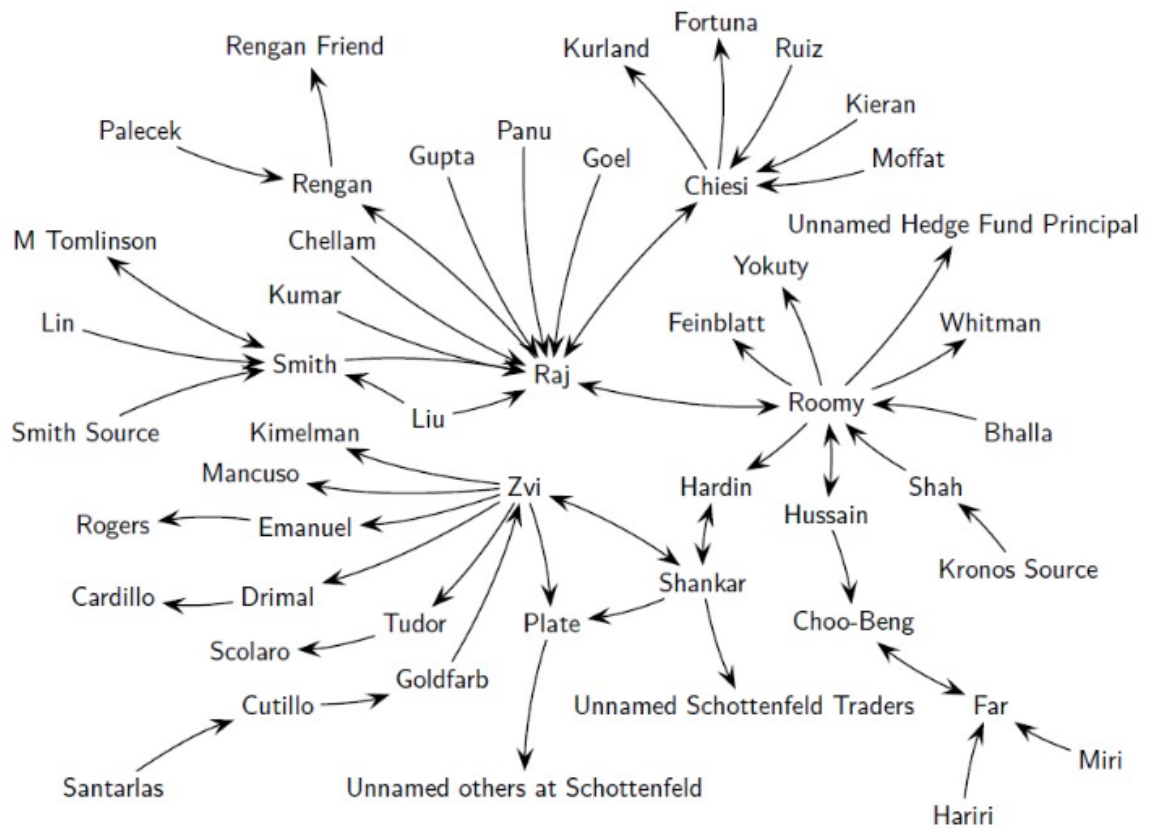 Fortuna
Rengan Friend
Kurland
Ruiz
Kieran
Palecek
Panu
Gupta
Goel
Moffat
Rengan
Chiesi
Unnamed Hedge Fund Principal
M Tomlinson
Chellam
Yokuty
Kumar
Lin
Feinblatt
Whitman
Smith
Raj
Roomy
Smith Source
Liu
Bhalla
Kimelman
Mancuso
Zvi
Hardin
Shah
Rogers
Emanuel
Hussain
Kronos Source
Shankar
Cardillo
Drimal
Tudor
Plate
Choo-Beng
Scolaro
Goldfarb
Cutillo
Unnamed Schottenfeld Traders
Far
Miri
Santarlas
Unnamed others at Schottenfeld
Hariri